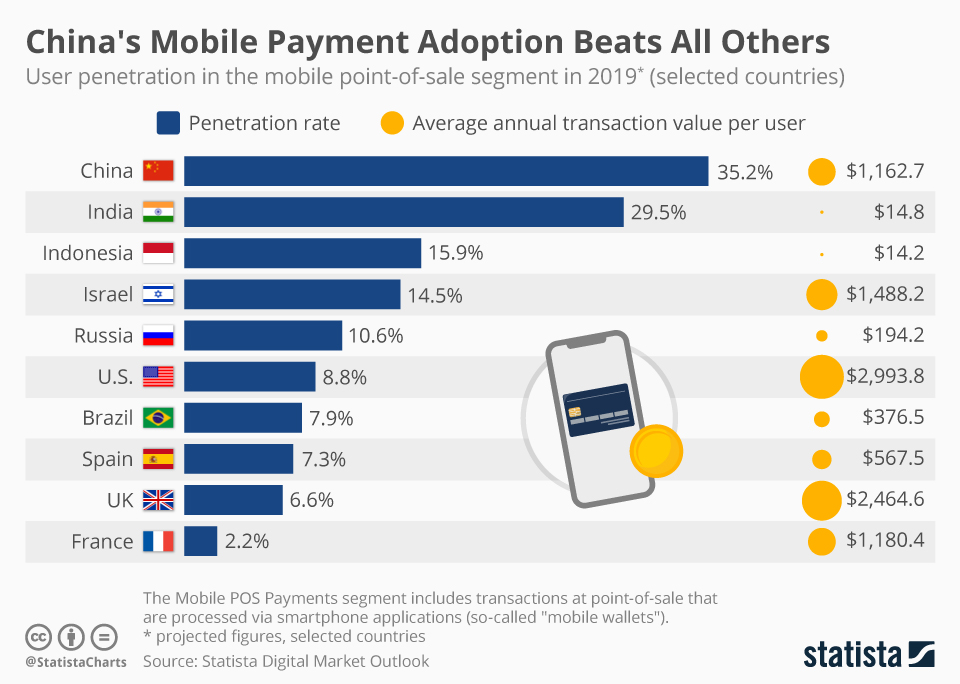 China's Mobile Payment Adoption Beats All Others
User penetration in the mobile point-of-sale segment in 2019* (selected countries)
Penetration rate Average annual transaction value per user
China 35.2% $1,162.7
India 29.5% $14.8
Indonesia 15.9% $14.2
Israel 14.5% $1,488.2
Russia 10.6% $194.2
U.S. 8.8% $2,993.8
Brazil 7.9% $376.5
Spain 7.3% $567.5
UK 6.6% $2,464.6
France 2.2% $1,180.4
The Mobile POS Payments segment includes transactions at point-of-sale that
are processed via smartphone applications (so-called "mobile wallets").
* projected figures, selected countries
cc
@StatistaCharts Source: Statista Digital Market Outlook
statista